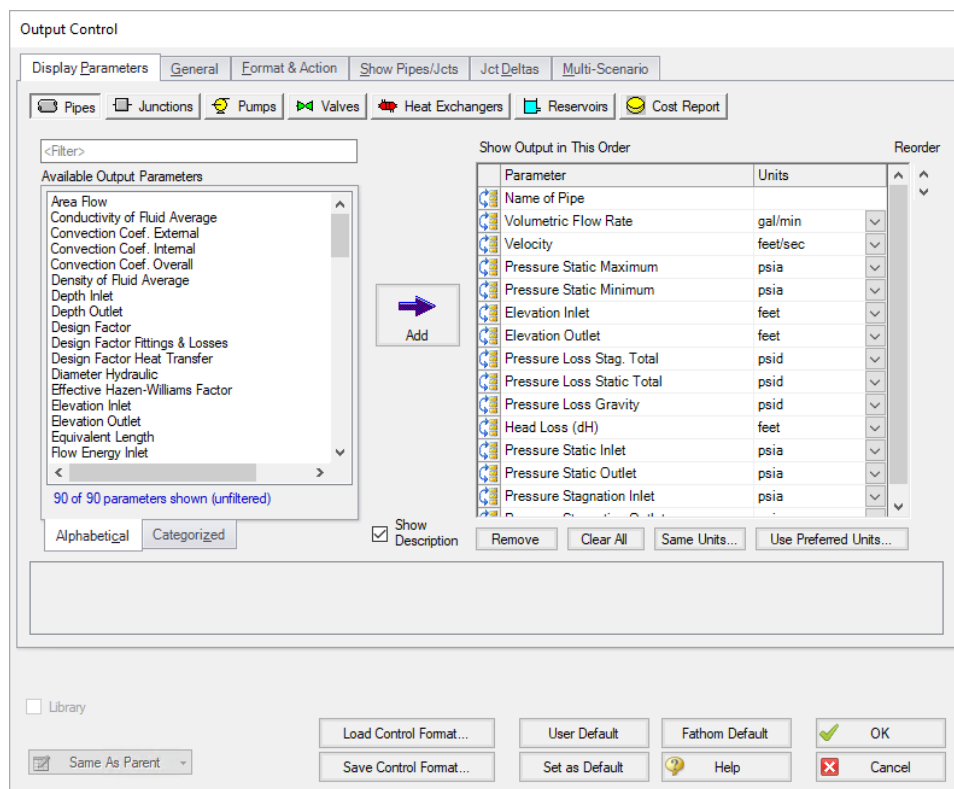 Output Control
Display Parameters
General
Format & Action
Show Pipes/Jcts
Jct Deltas
Multi-Scenario
Pipes
Junctions
Pumps
Valves
Heat Exchangers
Reservoirs
Cost Report
<Filter>
Available Output Parameters
Area Flow
Conductivity of Fluid Average
Convection Coef. External
Convection Coef. Internal
Convection Coef. Overall
Density of Fluid Average
Depth Inlet
Depth Outlet
Design Factor
Design Factor Fittings & Losses
Design Factor Heat Transfer
Diameter Hydraulic
Effective Hazen-Williams Factor
Elevation Inlet
Elevation Outlet
Equivalent Length
Flow Energy Inlet
90 of 90 parameters shown (unfiltered)
Alphabetical
Categorized
Add
Show
Description
Show Output in This Order
Reorder
Parameter Units
Name of Pipe
Volumetric Flow Rate gal/min
Velocity feet/sec
Pressure Static Maximum psia
Pressure Static Minimum psia
Elevation Inlet feet
Elevation Outlet feet
Pressure Loss Stag. Total psid
Pressure Loss Static Total psid
Pressure Loss Gravity psid
Head Loss (dH) feet
Pressure Static Inlet psia
Pressure Static Outlet psia
Pressure Stagnation Inlet psia
Remove
Clear All
Same Units...
Use Preferred Units...
Library
Same As Parent
Load Control Format...
User Default
Fathom Default
OK
Save Control Format...
Set as Default
Help
Cancel